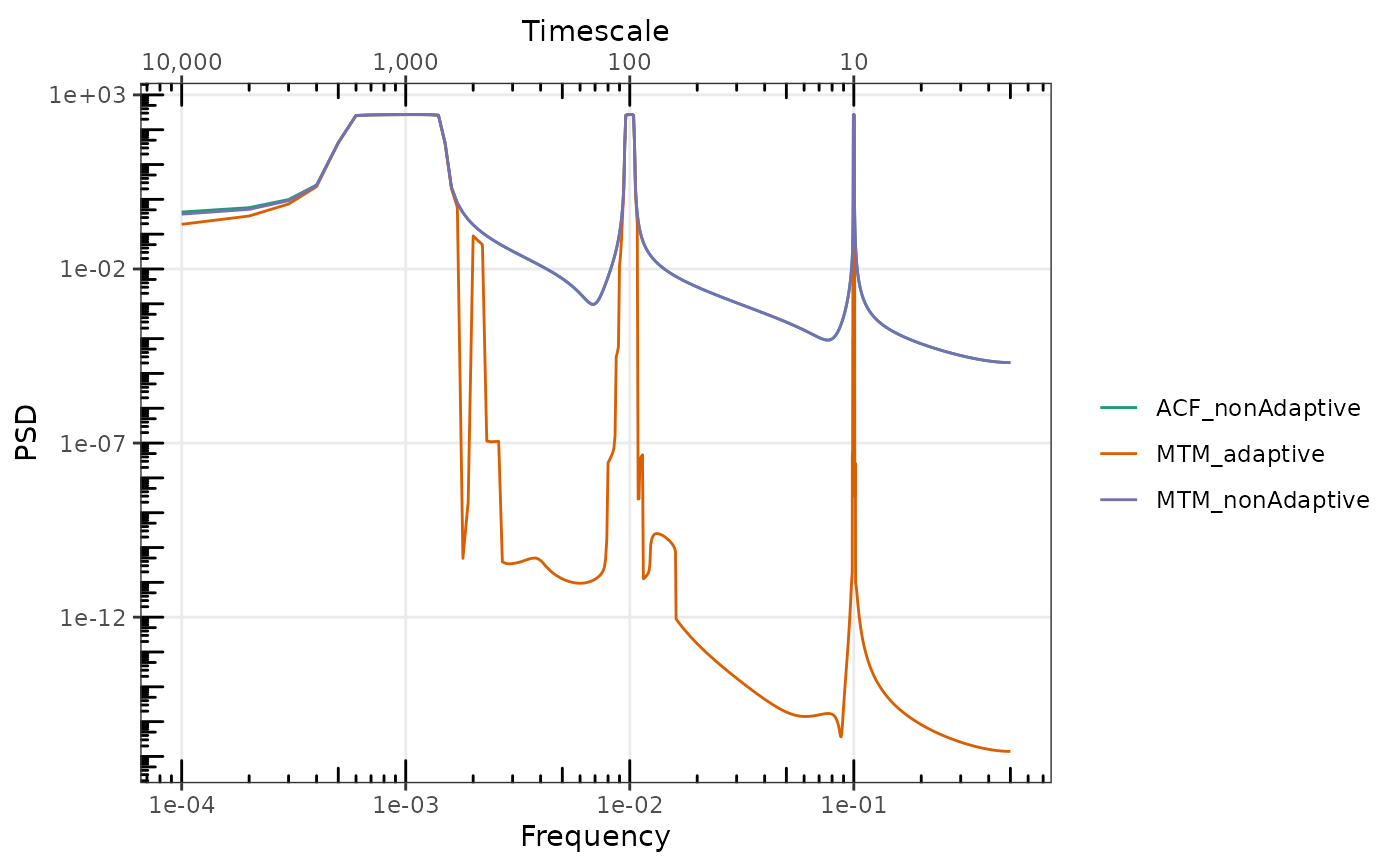 Timescale
10,000 1,000 100 10
1e+03
1e-02
1e-07
1e-12
PSD
1e-04 1e-03 1e-02 1e-01
Frequency
ACF_nonAdaptive
MTM_adaptive
MTM_nonAdaptive